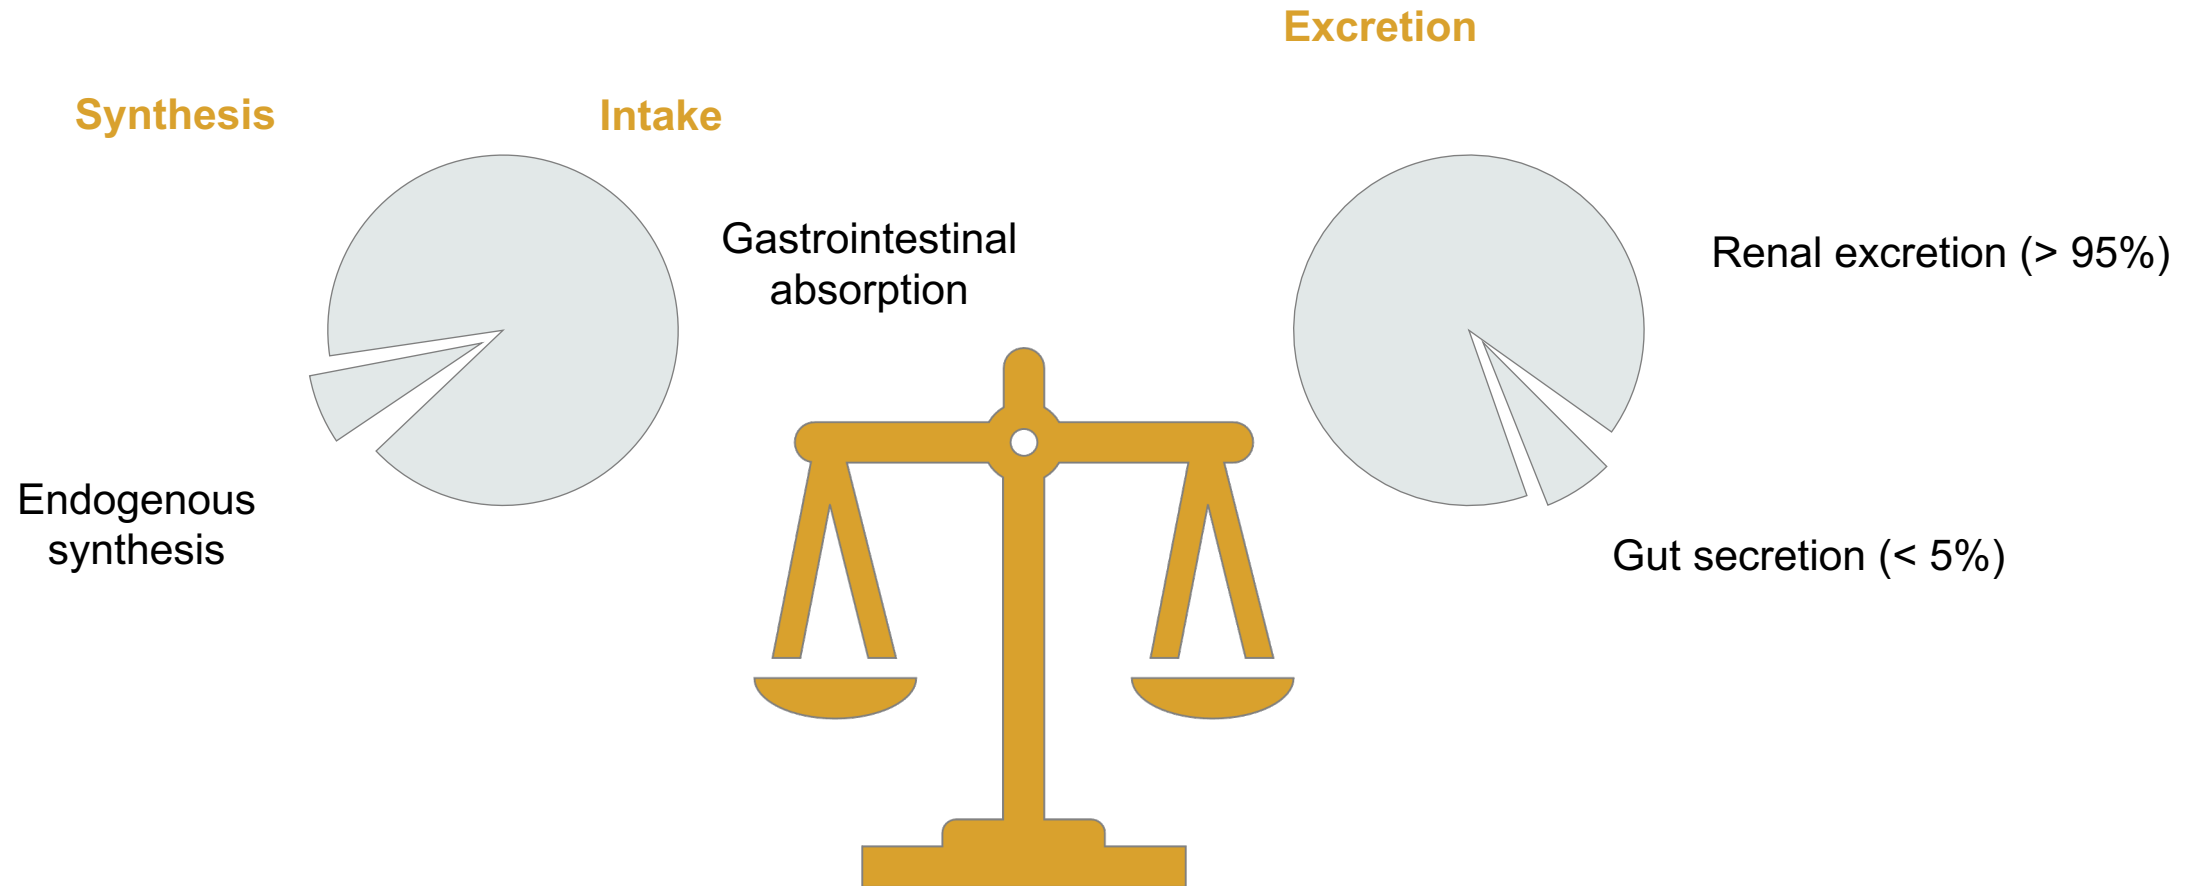 Excretion
Synthesis
Intake
Gastrointestinal
absorption
Renal excretion (> 95%)
Endogenous
synthesis
Gut secretion (< 5%)